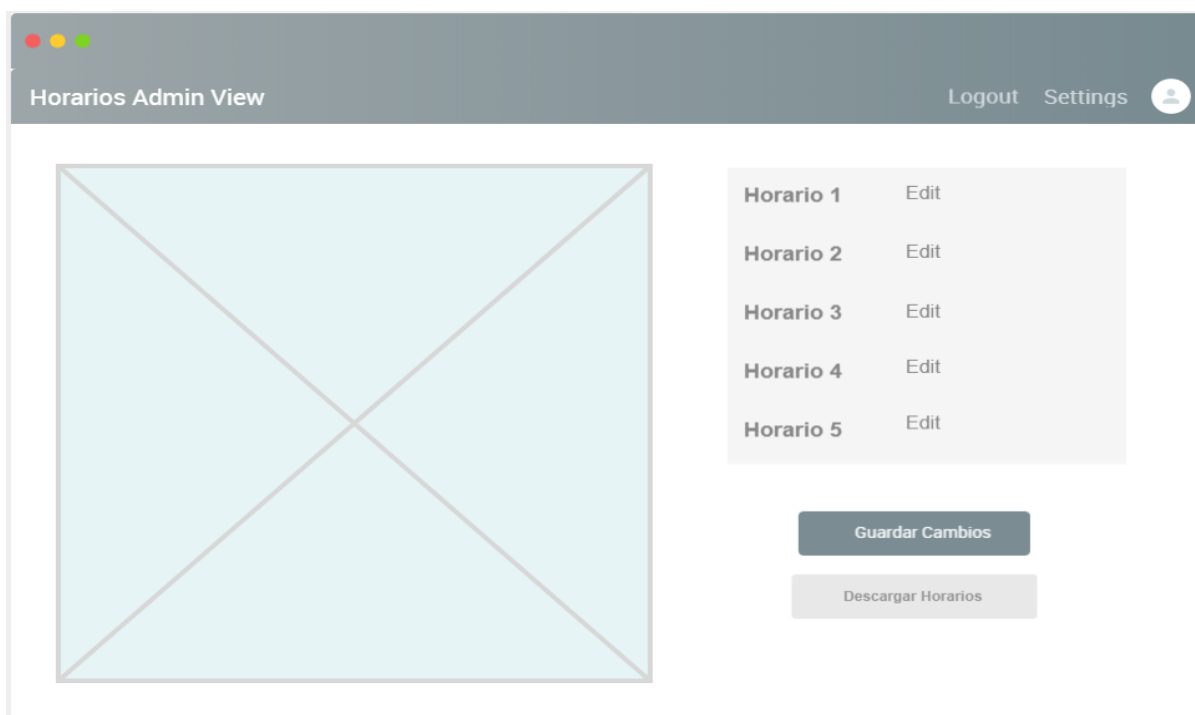 Horarios Admin View
Logout Settings
Horario 1 Edit
Horario 2 Edit
Horario 3 Edit
Horario 4 Edit
Horario 5 Edit
Guardar Cambios
Descargar Horarios